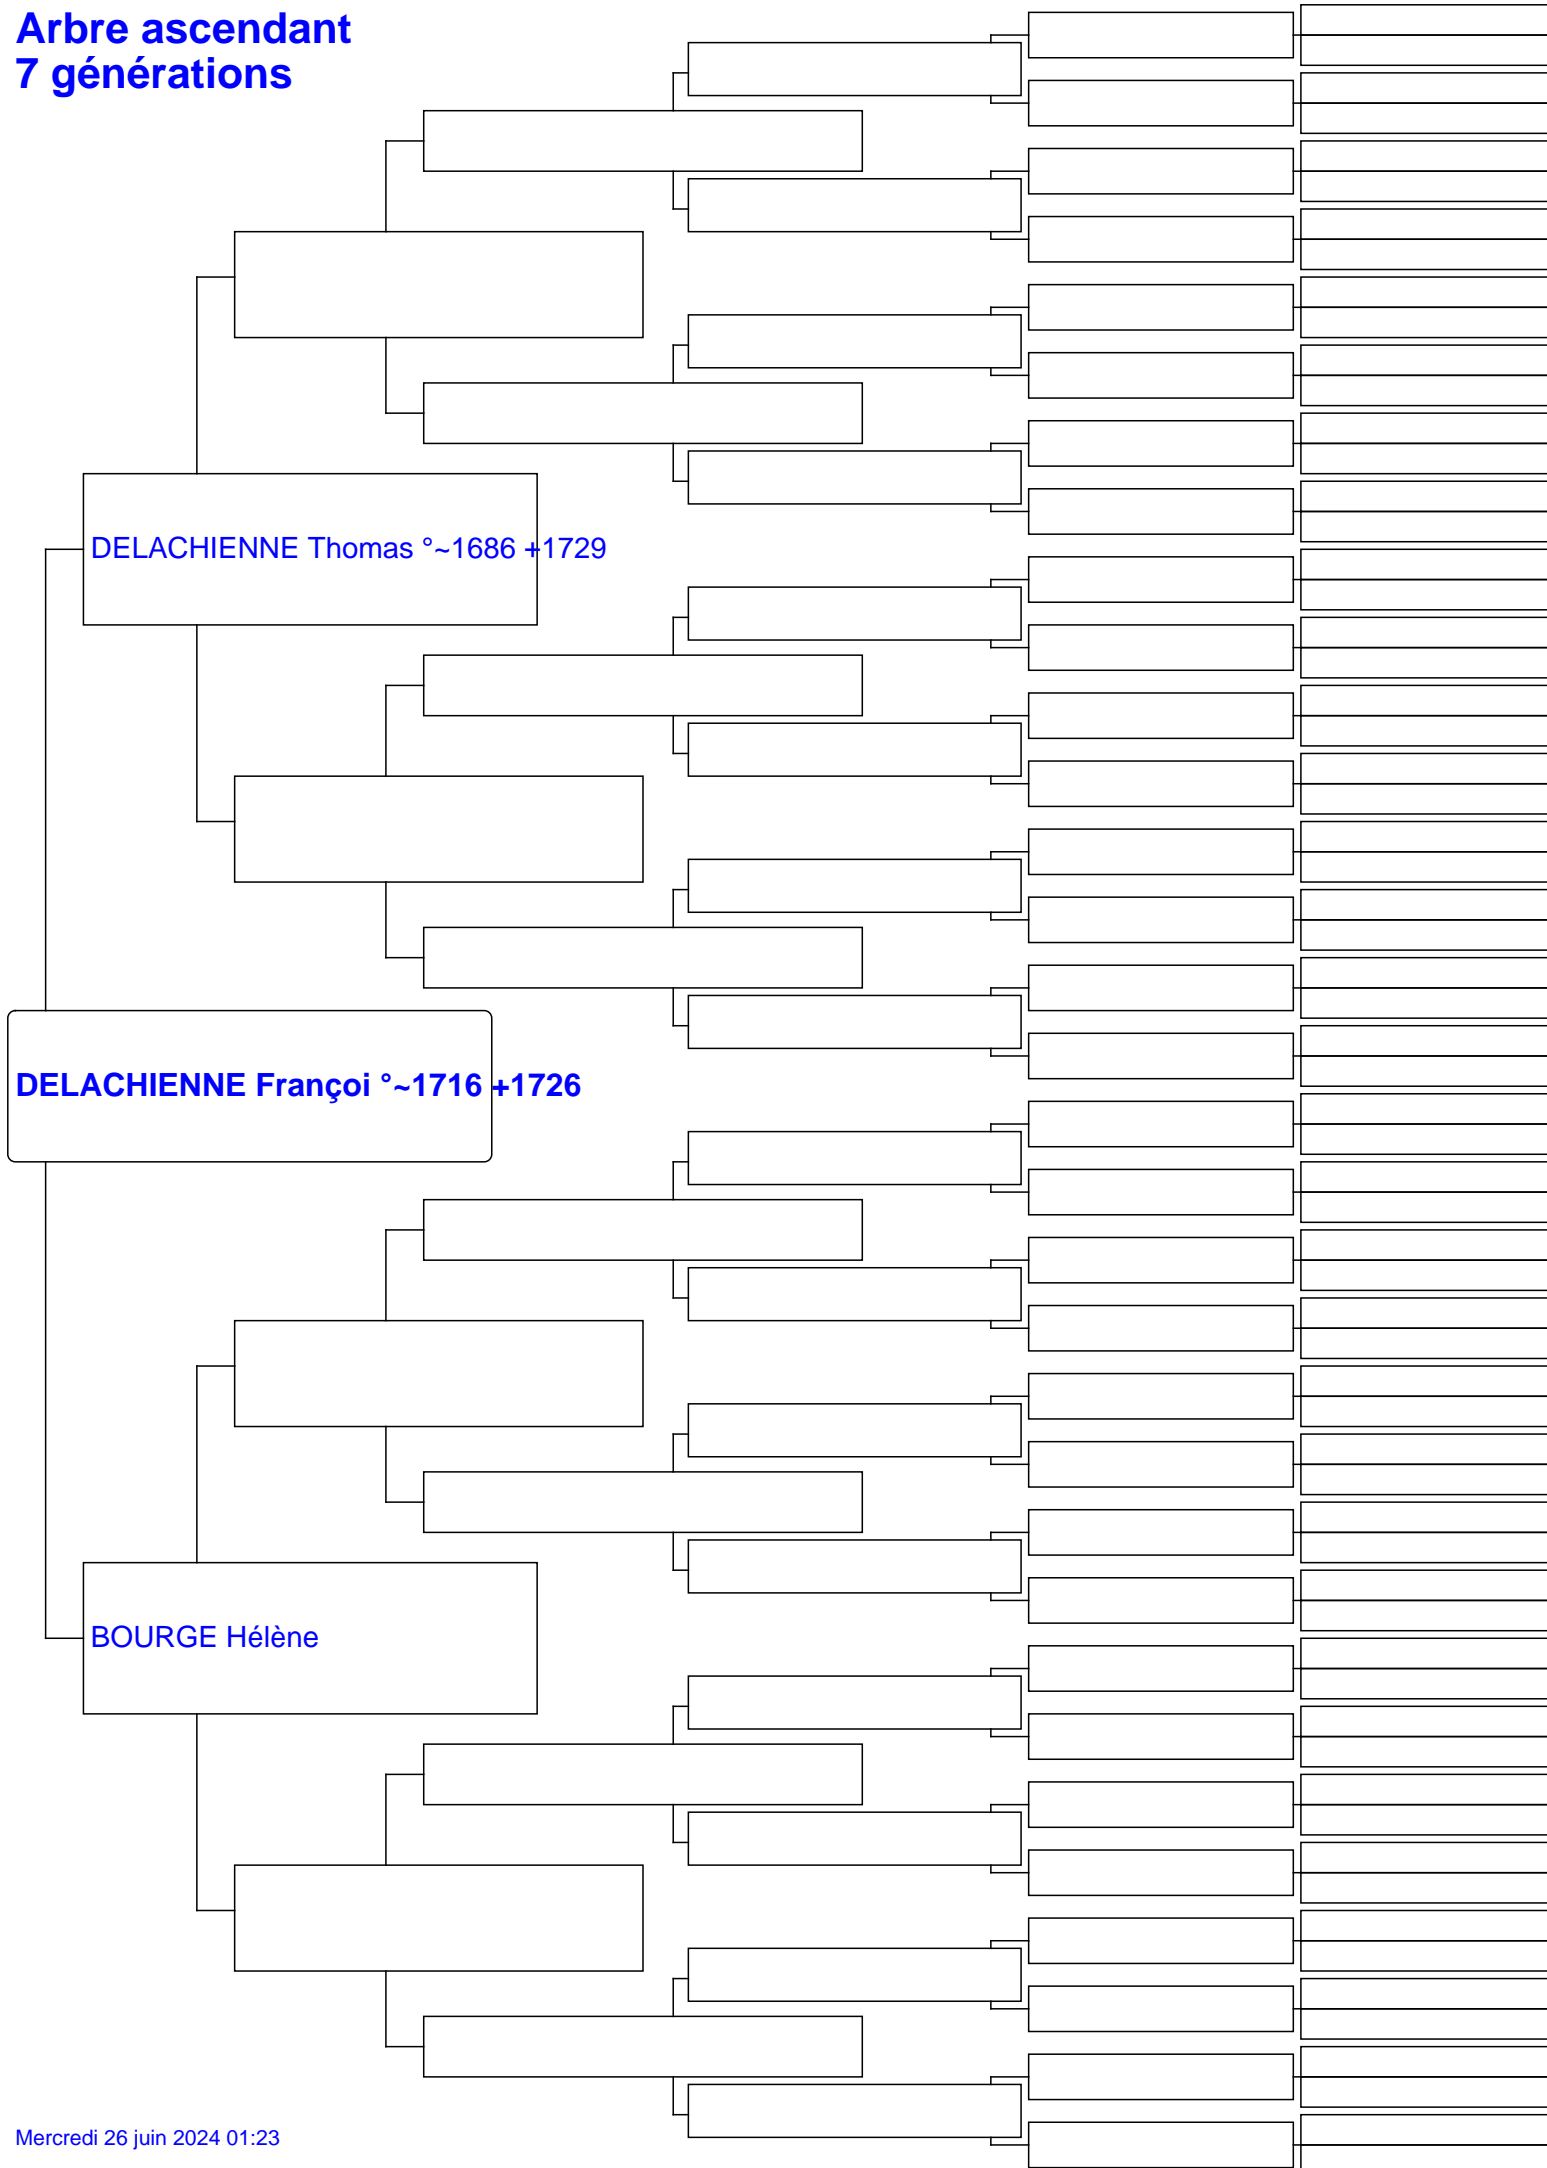 Arbre ascendant
7 générations
DELACHIENNE Thomas °~1686 +1729
DELACHIENNE Françoi °~1716 +1726
BOURGE Hélène
Mercredi 26 juin 2024 01:23